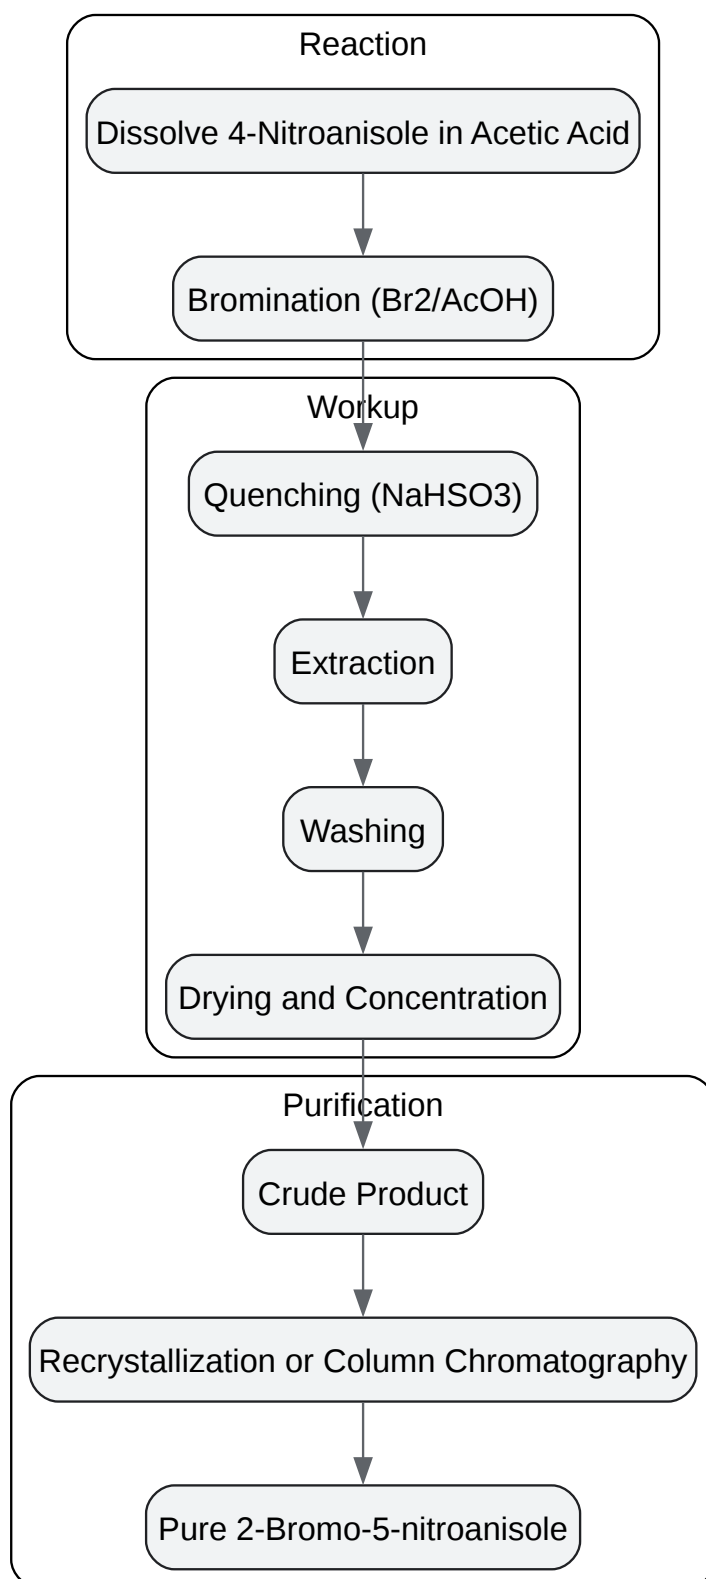 Reaction
Dissolve 4-Nitroanisole in Acetic Acid
Bromination (Br2/AcOH)
Workup
Quenching (NaHSO3)
Extraction
Washing
Drying and Concentration
Purification
Crude Product
Recrystallization or Column Chromatography
Pure 2-Bromo-5-nitroanisole